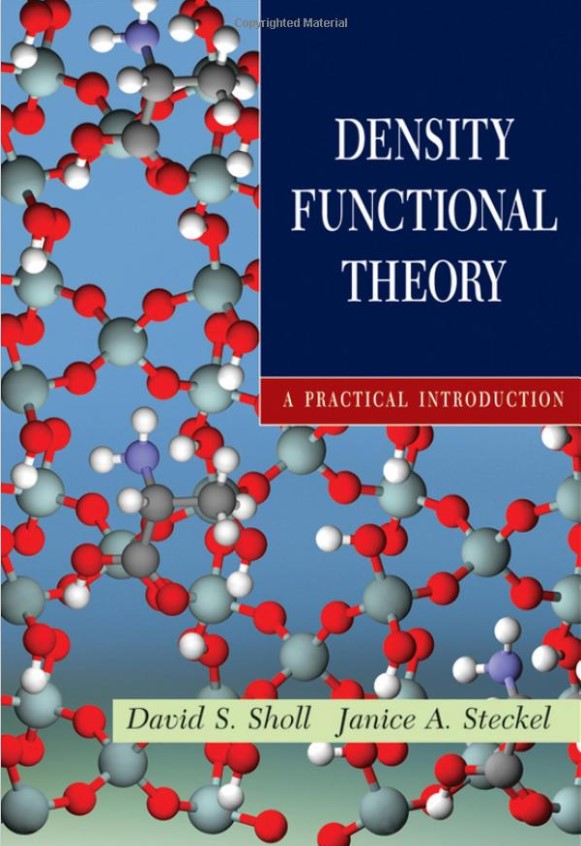 Copyrighted Material
DENSITY
FUNCTIONAL
THEORY
A PRACTICAL INTRODUCTION
David S. Sholl Janice A. Steckel